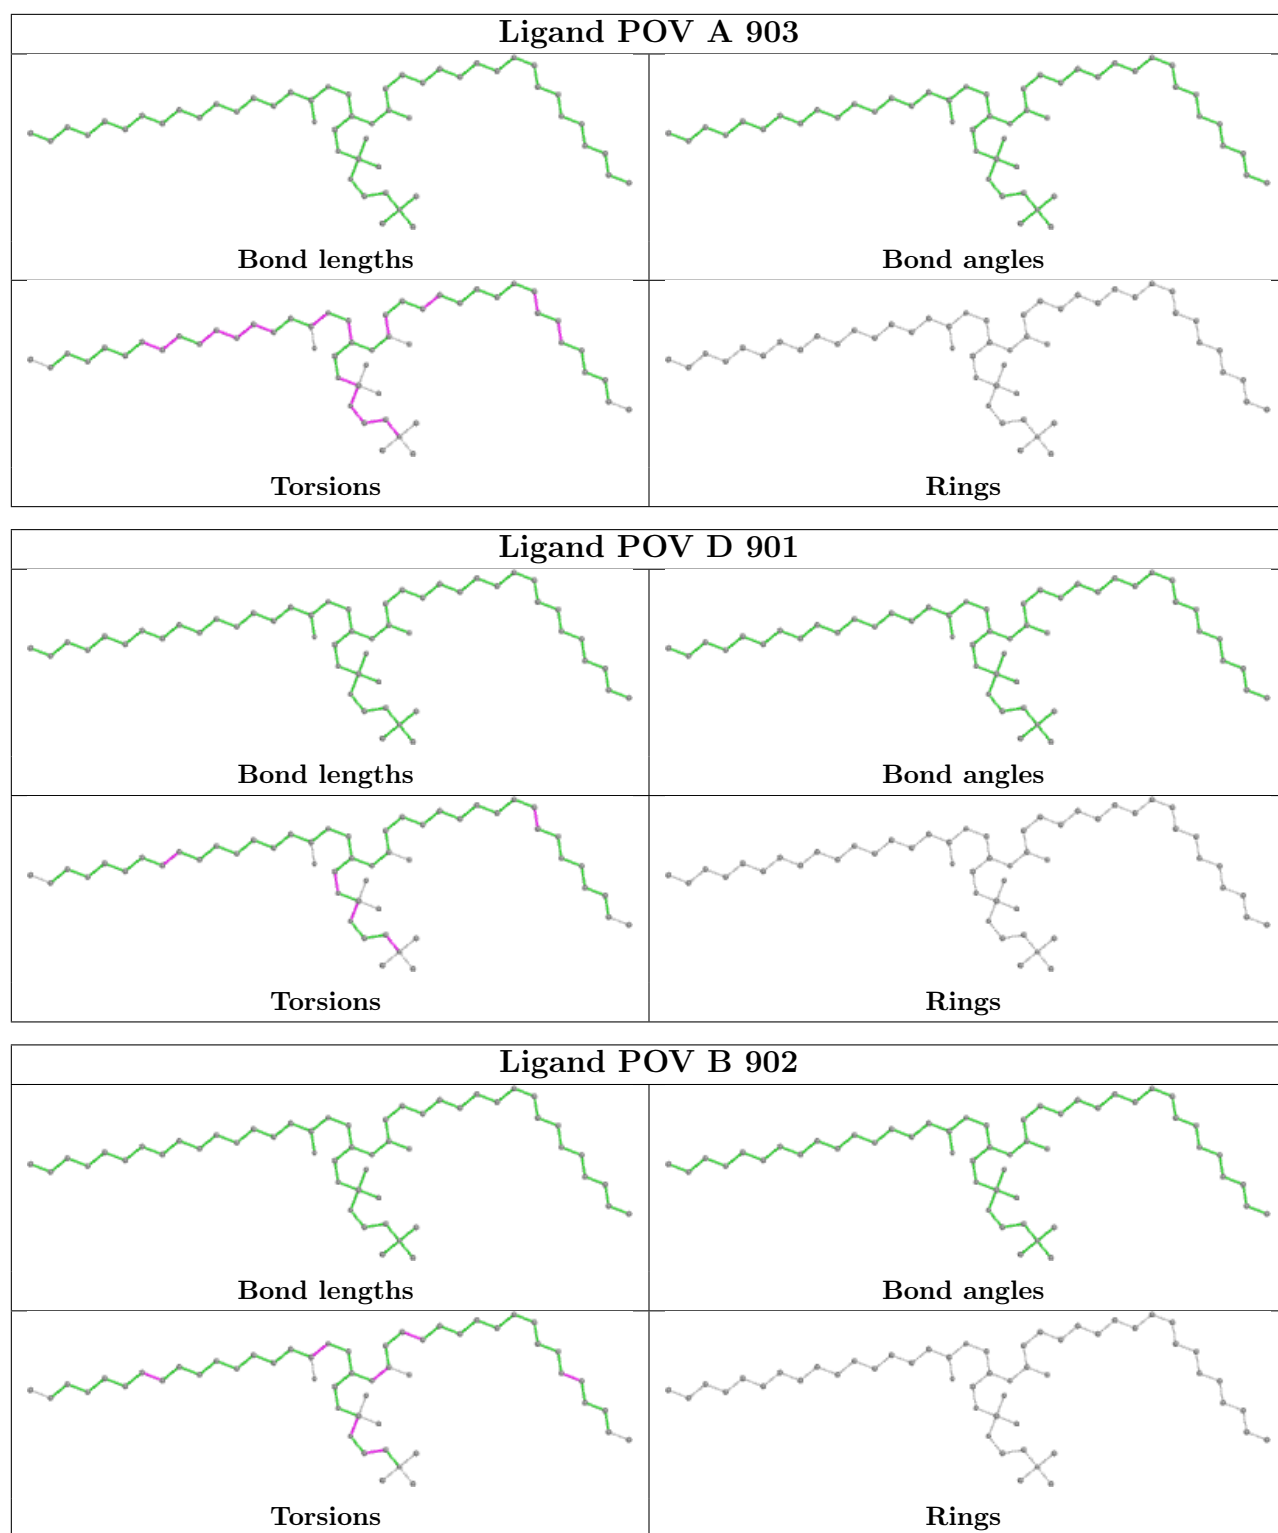 Ligand POV A 903
Bond lengths
Bond angles
Torsions
Rings
Ligand POV D 901
Bond lengths
Bond angles
Torsions
Rings
Ligand POV B 902
Bond lengths
Bond angles
Torsions
Rings